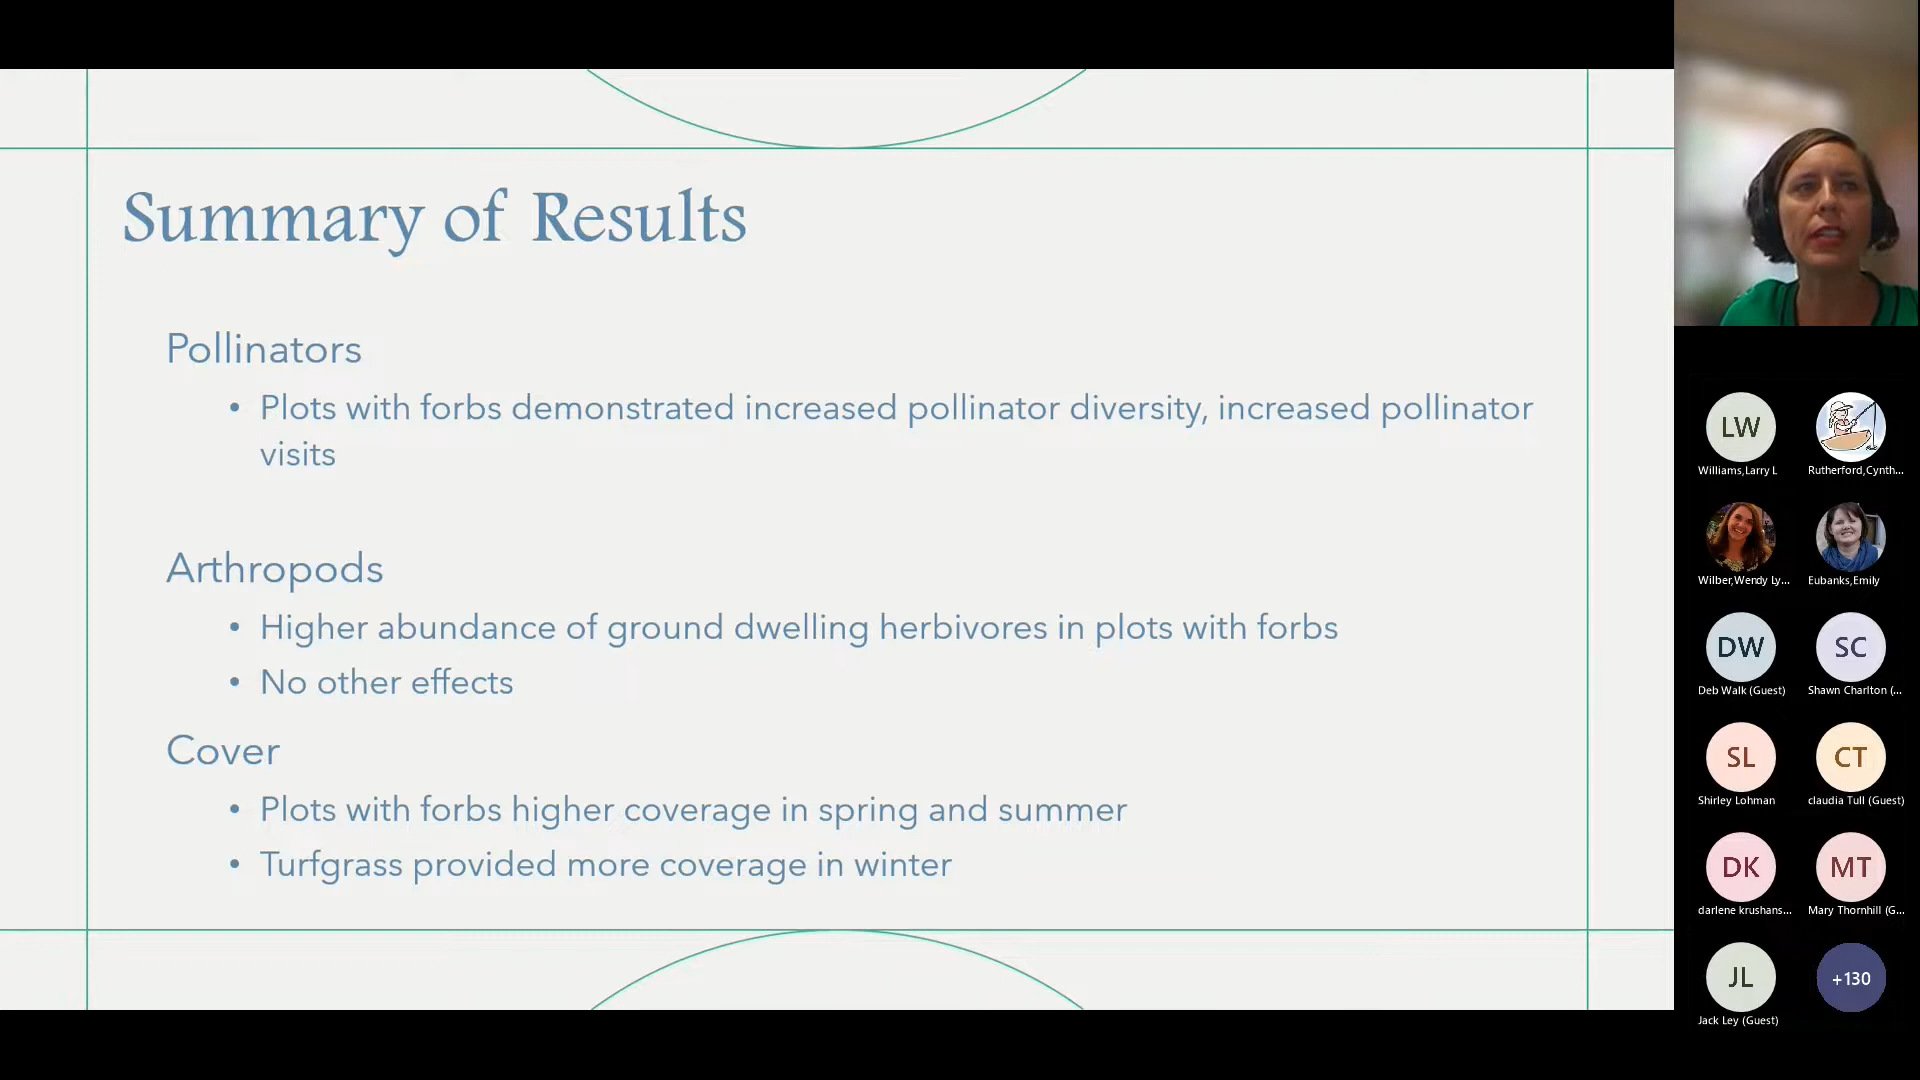 Summary of Results
Pollinators
• Plots with forbs demonstrated increased pollinator diversity, increased pollinator
visits
Arthropods
• Higher abundance of ground dwelling herbivores in plots with forbs
• No other effects
Cover
• Plots with forbs higher coverage in spring and summer
• Turfgrass provided more coverage in winter
LW
Williams,Larry L
Rutherford,Cynth...
Wilber,Wendy Ly...
Eubanks,Emily
DW
Deb Walk (Guest)
SC
Shawn Charlton (...
SL
Shirley Lohman
CT
claudia Tull (Guest)
DK
darlene krushans...
MT
Mary Thornhill (G...
JL
Jack Ley (Guest)
+130